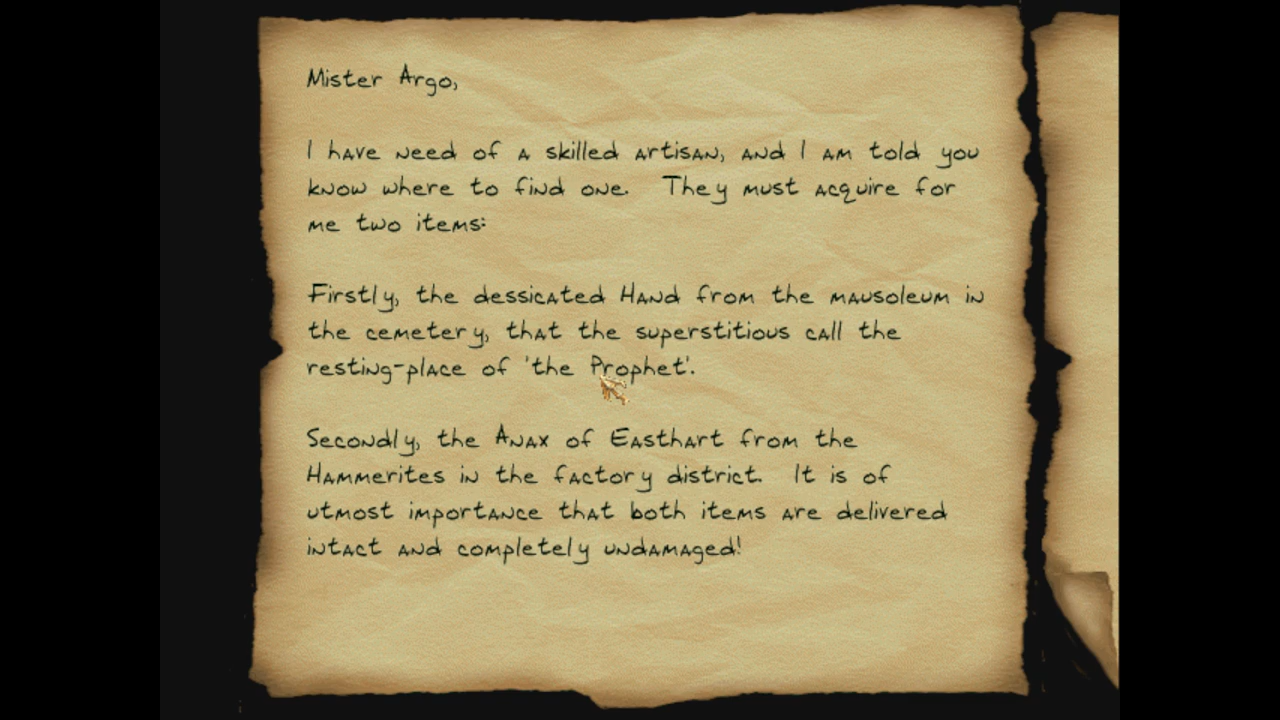 Mister Argo,
I have need of a skilled artisan, and I am told you
know where to find one. They must acquire for
me two items:
Firstly, the dessicated Hand from the mausoleum in
the cemetery, that the superstitious call the
resting-place of 'the Prophet'.
Secondly, the Anax of Easthart from the
Hammerites in the factory district. It is of
utmost importance that both items are delivered
intact and completely undamaged!